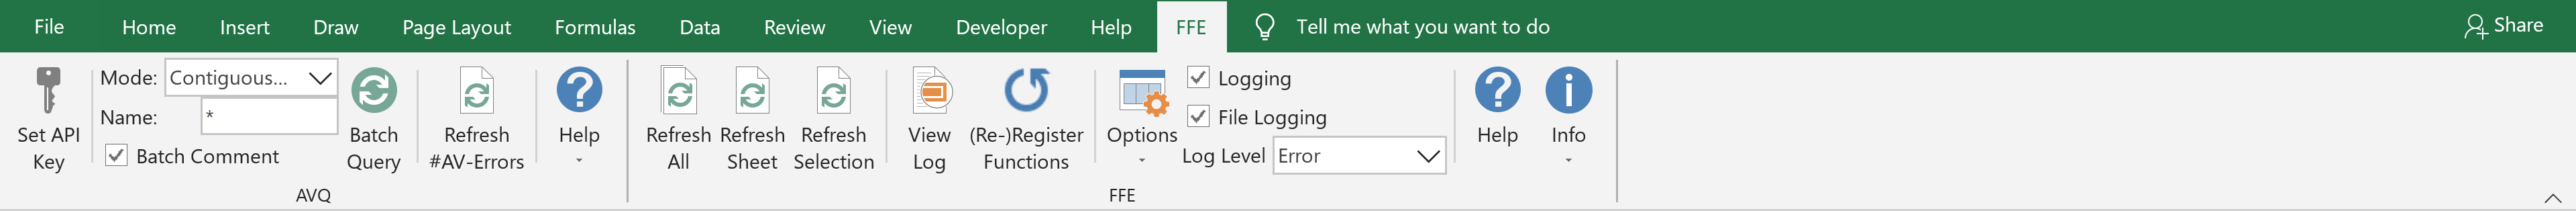 File Home Insert Draw Page Layout Formulas Data Review View Developer Help FFE Tell me what you want to do Share
Set API
Key
Mode: Contiguous...
Name: *
Batch Comment
Batch
Query
Refresh
#AV-Errors
Help
AVQ
Refresh
All
Refresh
Sheet
Refresh
Selection
View
Log
(Re-)Register
Functions
Options
Logging
File Logging
Log Level Error
Help
Info
FFE